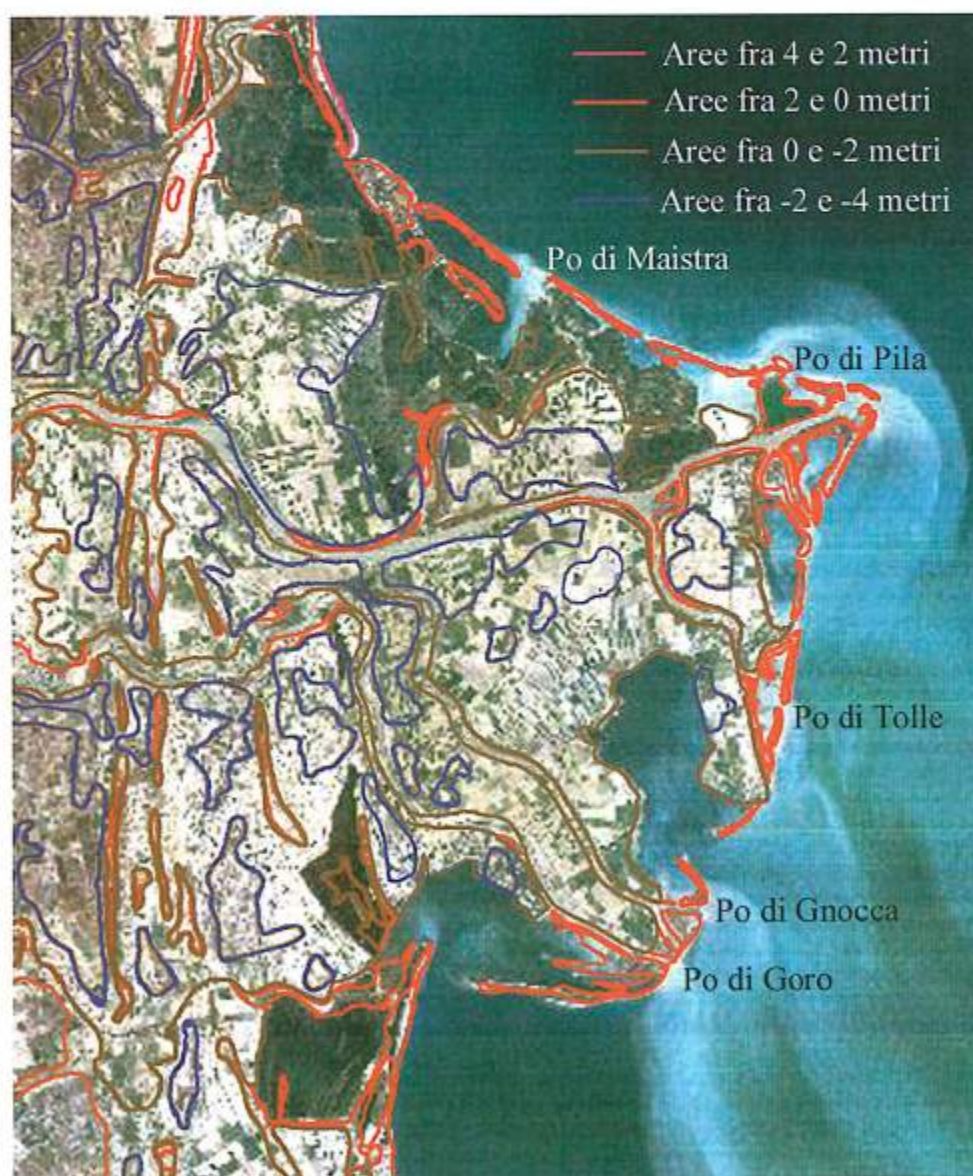 Aree fra 4 e 2 metri
Aree fra 2 e 0 metri
Aree fra 0 e -2 metri
Aree fra -2 e -4 metri
Po di Maistra
Po di Pila
Po di Tolle
Po di Gnocca
Po di Goro